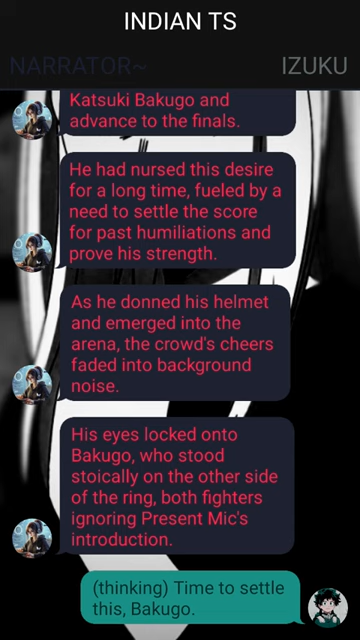 INDIAN TS
NARRATOR~ IZUKU
Katsuki Bakugo and
advance to the finals.
He had nursed this desire
for a long time, fueled by a
need to settle the score
for past humiliations and
prove his strength.
As he donned his helmet
and emerged into the
arena, the crowd's cheers
faded into background
noise.
His eyes locked onto
Bakugo, who stood
stoically on the other side
of the ring, both fighters
ignoring Present Mic's
introduction.
(thinking) Time to settle
this, Bakugo.